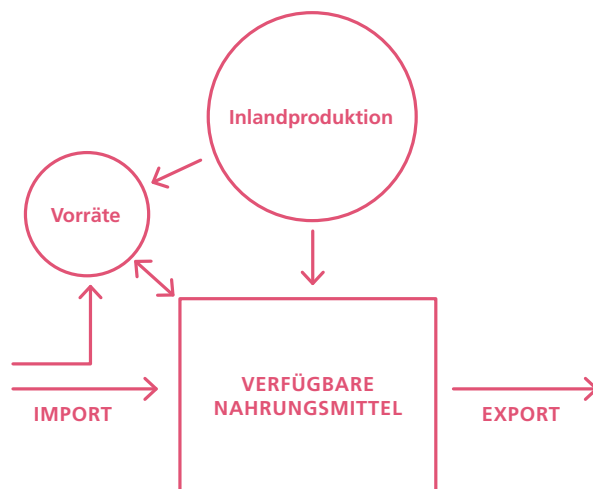 Inlandproduktion
Vorräte
VERFÜGBARE
NAHRUNGSMITTEL
IMPORT
EXPORT